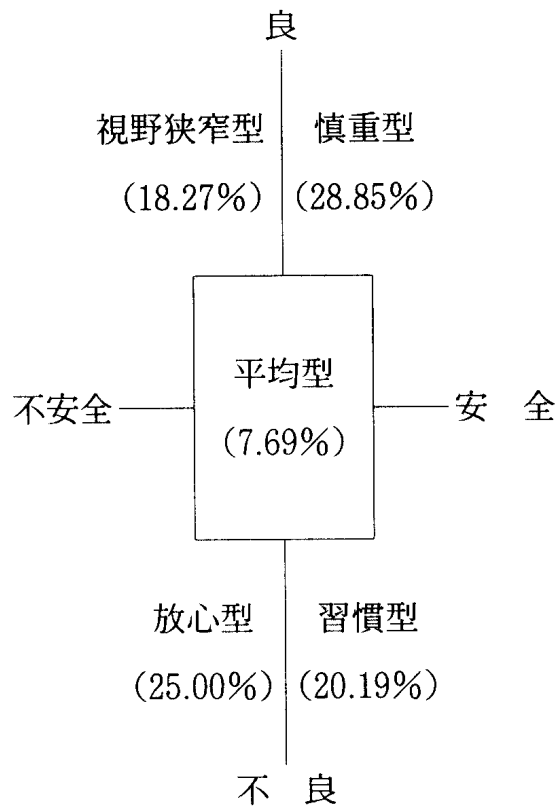 良
視野狭窄型 慎重型
(18.27%) (28.85%)
平均型
不安全 安 全
(7.69%)
放心型 習慣型
(25.00%) (20.19%)
不 良